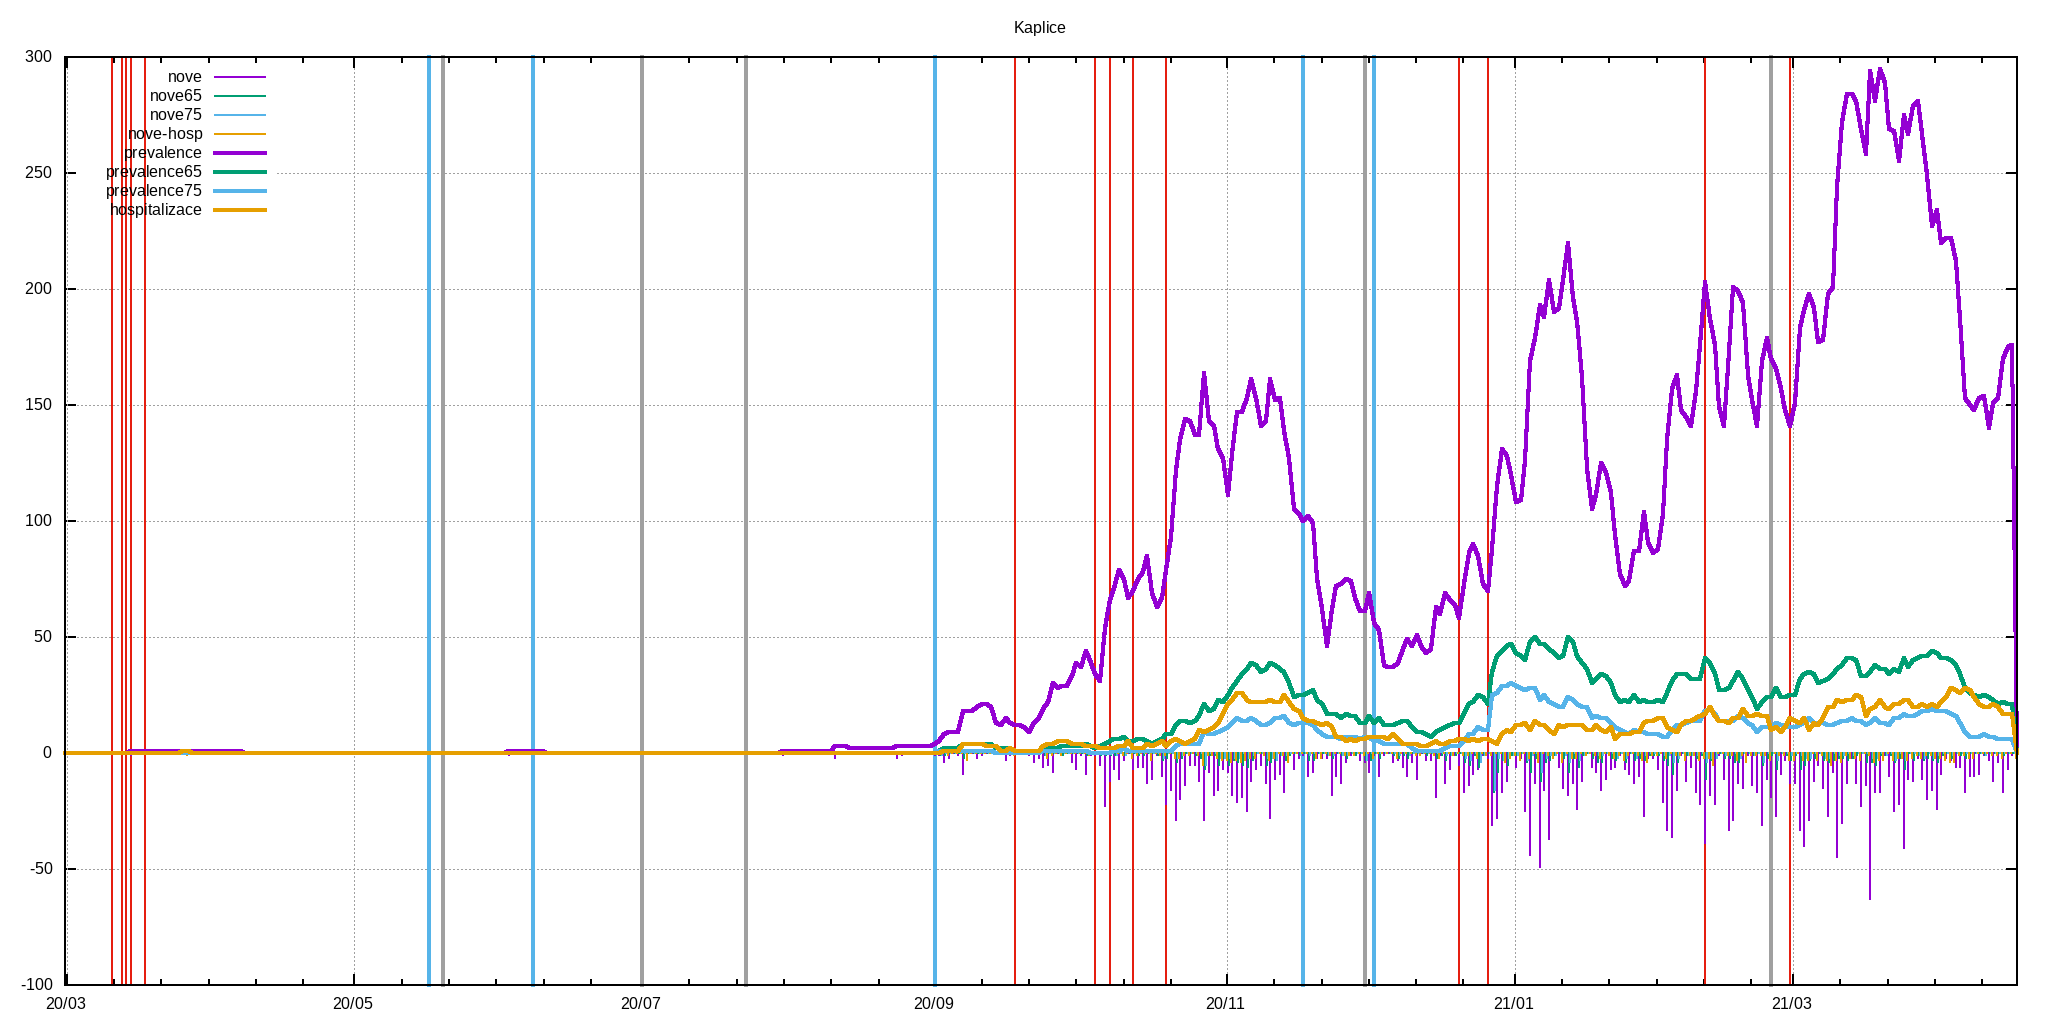 Kaplice
300
250
200
150
100
50
0
-50
-100
nove
nove65
nove75
nove-hosp
prevalence
prevalence65
prevalence75
hospitalizace
20/03
20/05
20/07
20/09
20/11
21/01
21/03